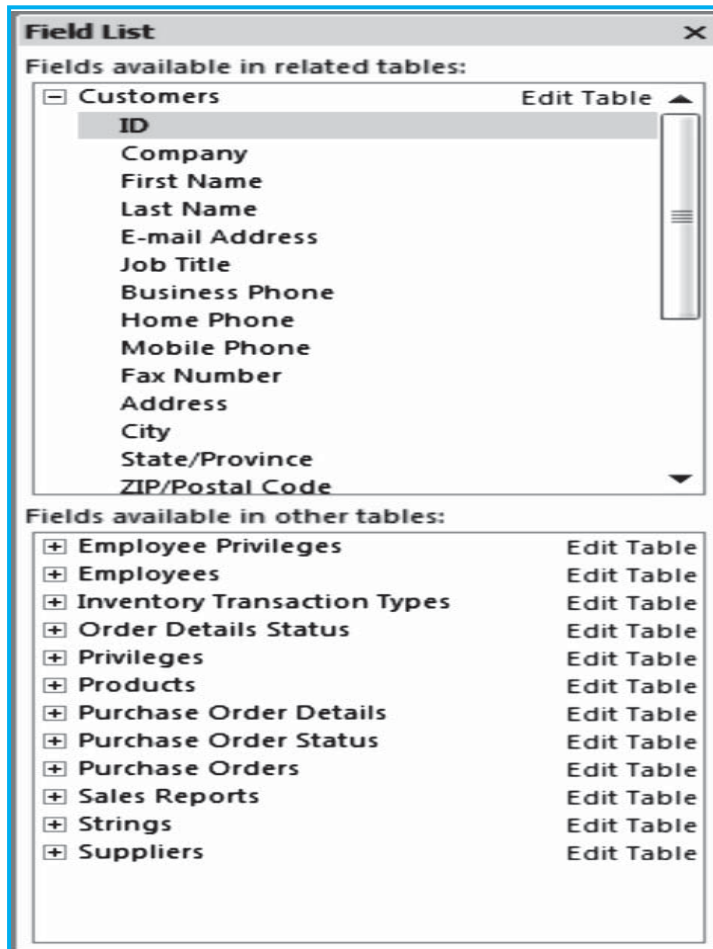 Field List
Fields available in related tables:
Customers Edit Table
ID
Company
First Name
Last Name
E-mail Address
Job Title
Business Phone
Home Phone
Mobile Phone
Fax Number
Address
City
State/Province
ZIP/Postal Code
Fields available in other tables:
Employee Privileges Edit Table
Employees Edit Table
Inventory Transaction Types Edit Table
Order Details Status Edit Table
Privileges Edit Table
Products Edit Table
Purchase Order Details Edit Table
Purchase Order Status Edit Table
Purchase Orders Edit Table
Sales Reports Edit Table
Strings Edit Table
Suppliers Edit Table